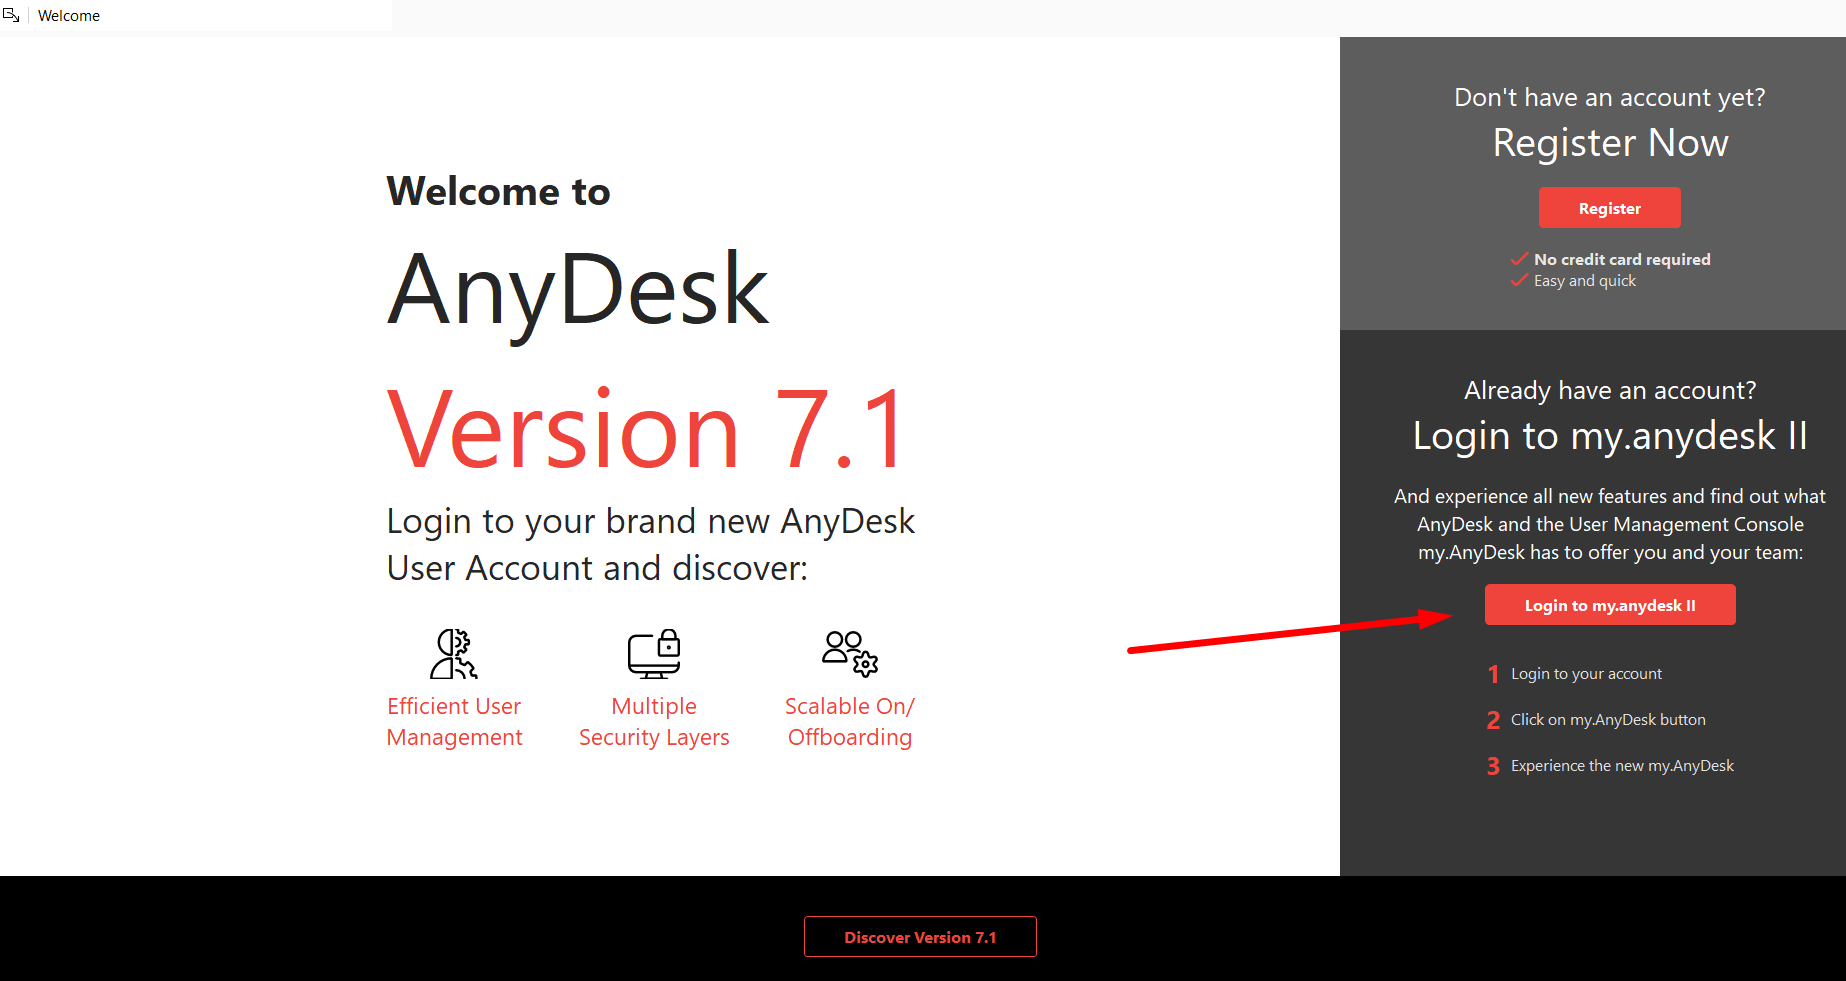 Welcome
Welcome to
AnyDesk
Version 7.1
Login to your brand new AnyDesk
User Account and discover:
Efficient User
Management
Multiple
Security Layers
Scalable On/
Offboarding
Don't have an account yet?
Register Now
Register
No credit card required
Easy and quick
Already have an account?
Login to my.anydesk II
And experience all new features and find out what
AnyDesk and the User Management Console
my.AnyDesk has to offer you and your team:
Login to my.anydesk II
1 Login to your account
2 Click on my.AnyDesk button
3 Experience the new my.AnyDesk
Discover Version 7.1